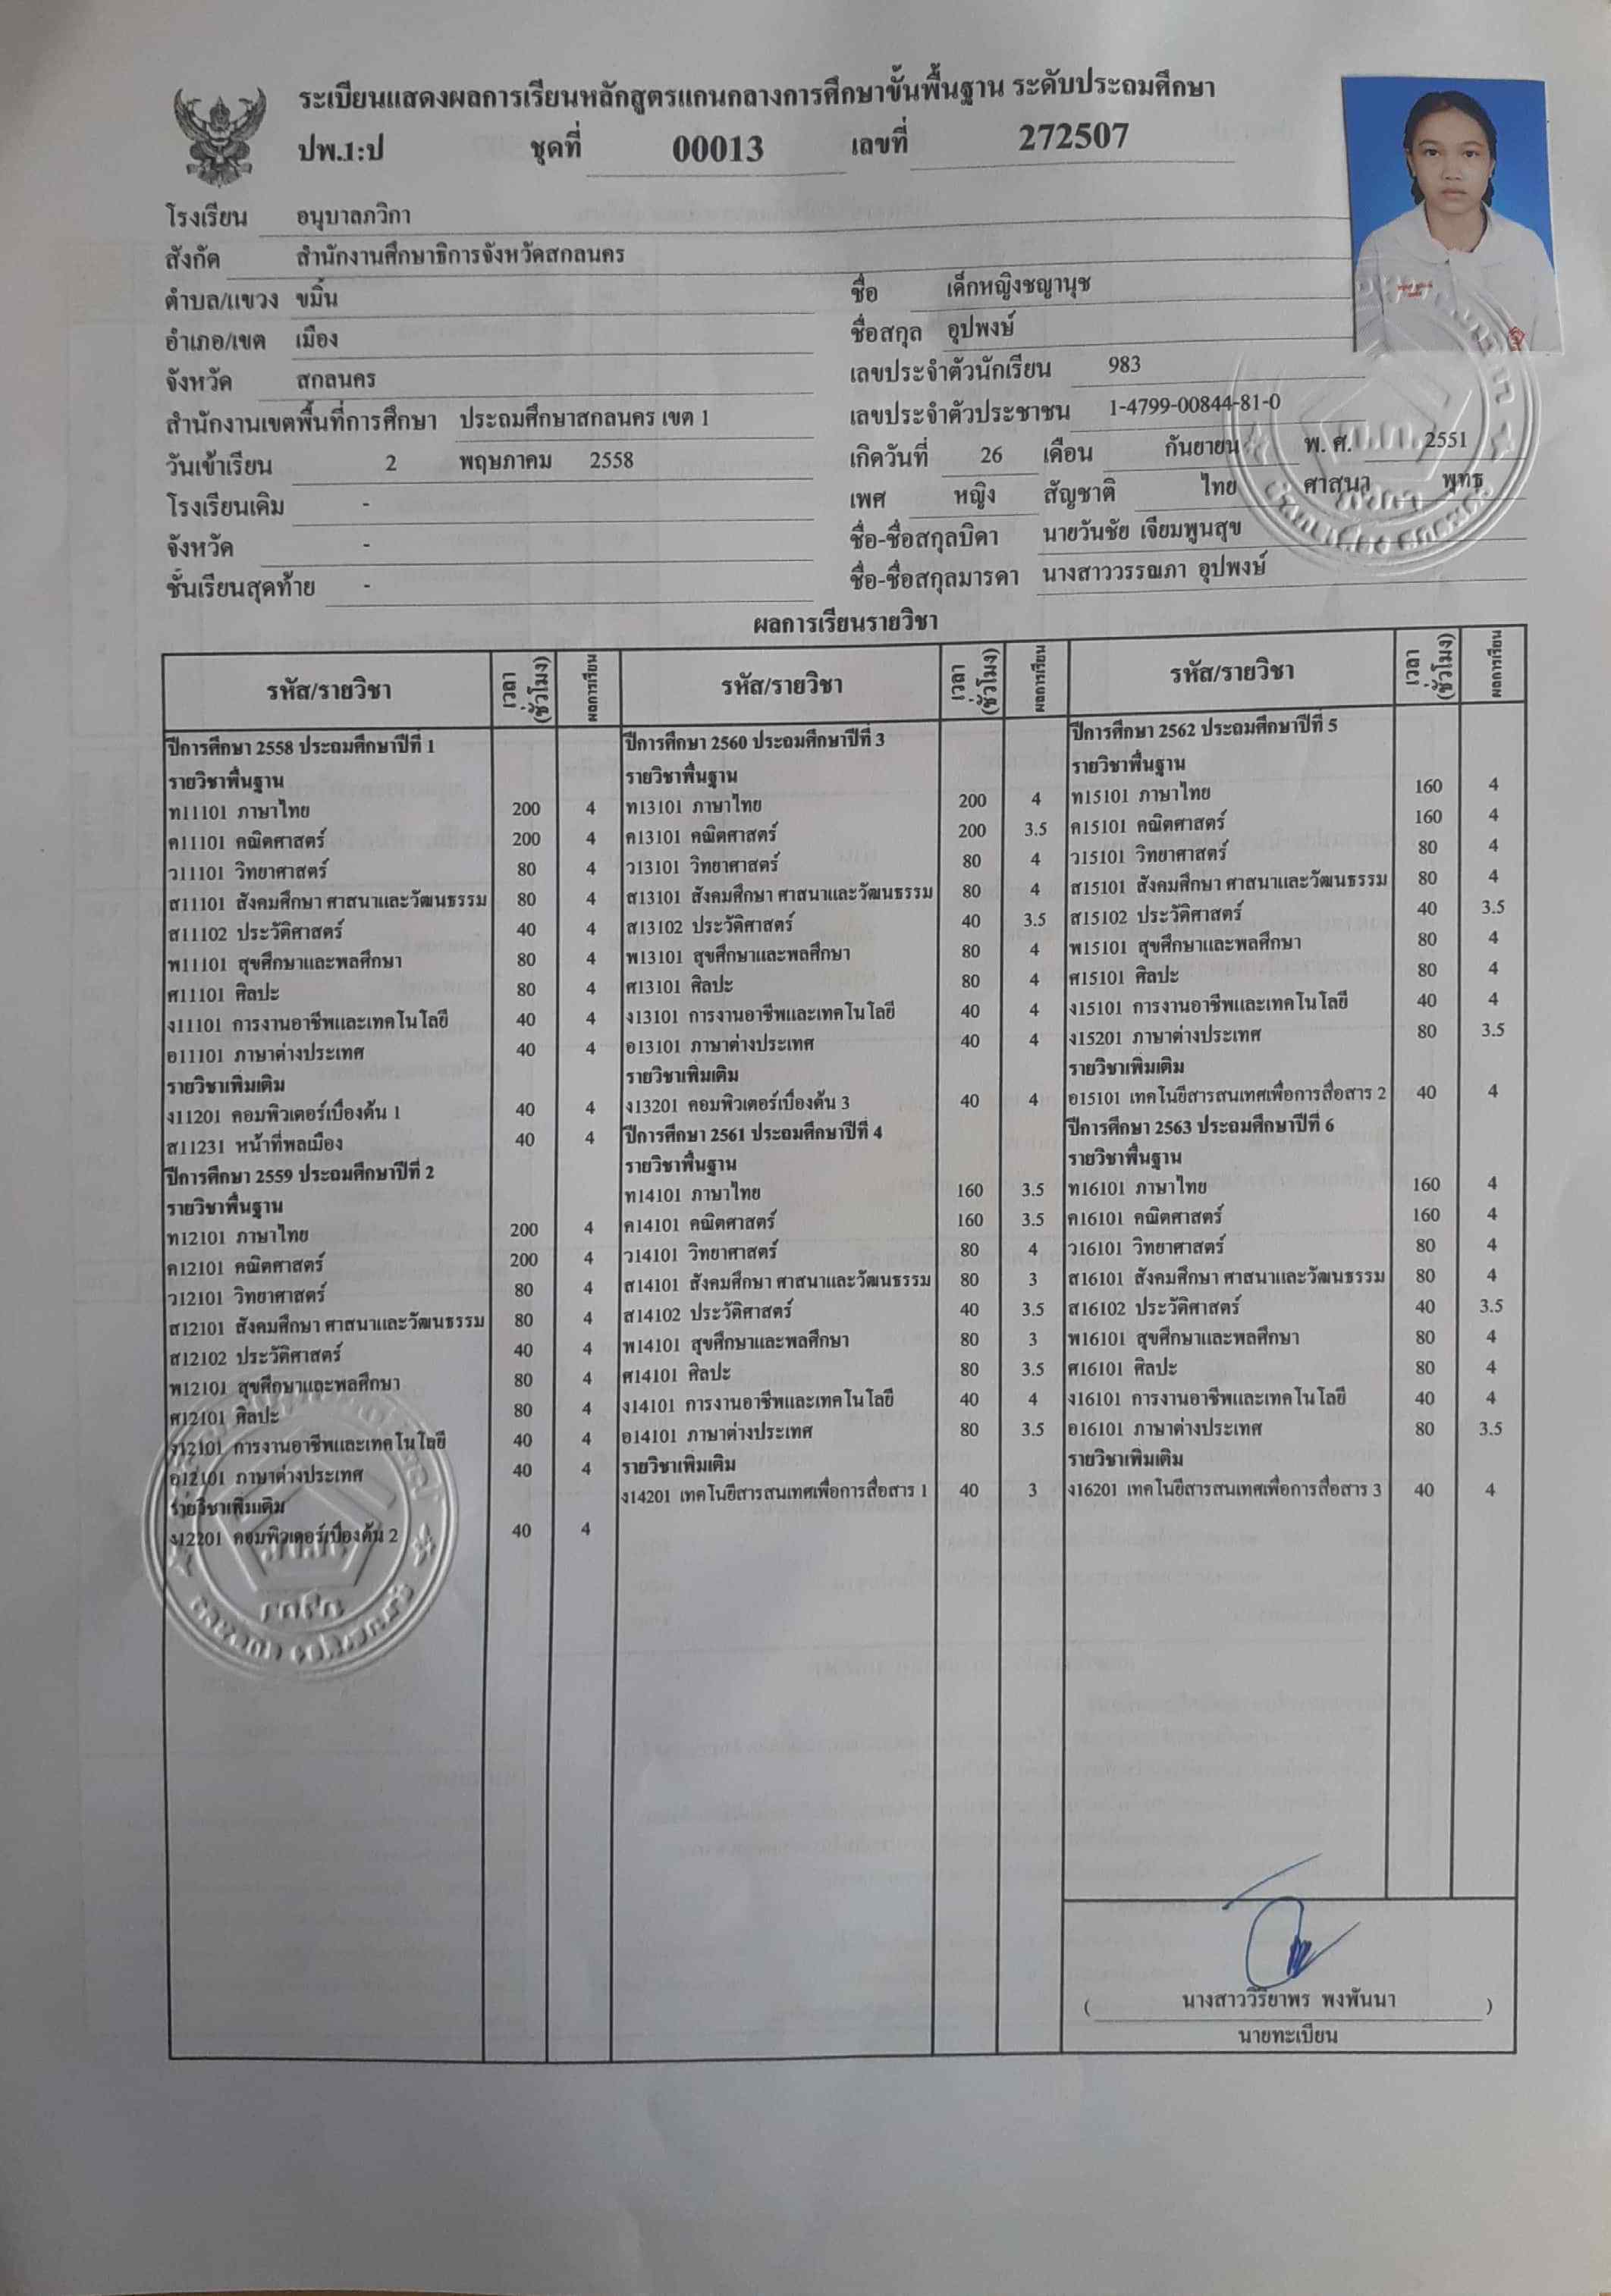 ระเบียนแสดงผลการเรียนหลักสูตรแกนกลางการศึกษาขั้นพื้นฐาน ระดับประถมศึกษา
ปพ.1:ป ชุดที่ 00013 เลขที่ 272507
โรงเรียน อนุบาลภวิกา
สังกัด สำนักงานศึกษาธิการจังหวัดสกลนคร
ตำบล/แขวง ขมิ้น
อำเภอ/เขต เมือง
จังหวัด สกลนคร
สำนักงานเขตพื้นที่การศึกษา ประถมศึกษาสกลนคร เขต 1
วันเข้าเรียน 2 พฤษภาคม 2558
โรงเรียนเดิม -
จังหวัด -
ชั้นเรียนสุดท้าย -
ชื่อ เด็กหญิงชญานุช
ชื่อสกุล อุปพงษ์
เลขประจำตัวนักเรียน 983
เลขประจำตัวประชาชน 1-4799-00844-81-0
เกิดวันที่ 26 เดือน กันยายน พ. ศ. 2551
เพศ หญิง สัญชาติ ไทย ศาสนา พุทธ
ชื่อ-ชื่อสกุลบิดา นายวันชัย เจียมพูนสุข
ชื่อ-ชื่อสกุลมารดา นางสาววรรณภา อุปพงษ์
ผลการเรียนรายวิชา
รหัส/รายวิชา เวลา (ชั่วโมง) ผลการเรียน
ปีการศึกษา 2558 ประถมศึกษาปีที่ 1
รายวิชาพื้นฐาน
ท11101 ภาษาไทย 200 4
ค11101 คณิตศาสตร์ 200 4
ว11101 วิทยาศาสตร์ 80 4
ส11101 สังคมศึกษา ศาสนาและวัฒนธรรม 80 4
ส11102 ประวัติศาสตร์ 40 4
พ11101 สุขศึกษาและพลศึกษา 80 4
ศ11101 ศิลปะ 80 4
ง11101 การงานอาชีพและเทคโนโลยี 40 4
อ11101 ภาษาต่างประเทศ 40 4
รายวิชาเพิ่มเติม
ง11201 คอมพิวเตอร์เบื้องต้น 1 40 4
ส11231 หน้าที่พลเมือง 40 4
ปีการศึกษา 2559 ประถมศึกษาปีที่ 2
รายวิชาพื้นฐาน
ท12101 ภาษาไทย 200 4
ค12101 คณิตศาสตร์ 200 4
ว12101 วิทยาศาสตร์ 80 4
ส12101 สังคมศึกษา ศาสนาและวัฒนธรรม 80 4
ส12102 ประวัติศาสตร์ 40 4
พ12101 สุขศึกษาและพลศึกษา 80 4
ศ12101 ศิลปะ 80 4
ง12101 การงานอาชีพและเทคโนโลยี 40 4
อ12101 ภาษาต่างประเทศ 40 4
รายวิชาเพิ่มเติม
ง12201 คอมพิวเตอร์เบื้องต้น 2 40 4
รหัส/รายวิชา เวลา (ชั่วโมง) ผลการเรียน
ปีการศึกษา 2560 ประถมศึกษาปีที่ 3
รายวิชาพื้นฐาน
ท13101 ภาษาไทย 200 4
ค13101 คณิตศาสตร์ 200 3.5
ว13101 วิทยาศาสตร์ 80 4
ส13101 สังคมศึกษา ศาสนาและวัฒนธรรม 80 4
ส13102 ประวัติศาสตร์ 40 3.5
พ13101 สุขศึกษาและพลศึกษา 80 4
ศ13101 ศิลปะ 80 4
ง13101 การงานอาชีพและเทคโนโลยี 40 4
อ13101 ภาษาต่างประเทศ 40 4
รายวิชาเพิ่มเติม
ง13201 คอมพิวเตอร์เบื้องต้น 3 40 4
ปีการศึกษา 2561 ประถมศึกษาปีที่ 4
รายวิชาพื้นฐาน
ท14101 ภาษาไทย 160 3.5
ค14101 คณิตศาสตร์ 160 3.5
ว14101 วิทยาศาสตร์ 80 4
ส14101 สังคมศึกษา ศาสนาและวัฒนธรรม 80 3
ส14102 ประวัติศาสตร์ 40 3.5
พ14101 สุขศึกษาและพลศึกษา 80 3
ศ14101 ศิลปะ 80 3.5
ง14101 การงานอาชีพและเทคโนโลยี 40 4
อ14101 ภาษาต่างประเทศ 80 3.5
รายวิชาเพิ่มเติม
ง14201 เทคโนยีสารสนเทศเพื่อการสื่อสาร 1 40 3
รหัส/รายวิชา เวลา (ชั่วโมง) ผลการเรียน
ปีการศึกษา 2562 ประถมศึกษาปีที่ 5
รายวิชาพื้นฐาน
ท15101 ภาษาไทย 160 4
ค15101 คณิตศาสตร์ 160 4
ว15101 วิทยาศาสตร์ 80 4
ส15101 สังคมศึกษา ศาสนาและวัฒนธรรม 80 4
ส15102 ประวัติศาสตร์ 40 3.5
พ15101 สุขศึกษาและพลศึกษา 80 4
ศ15101 ศิลปะ 80 4
ง15101 การงานอาชีพและเทคโนโลยี 40 4
ง15201 ภาษาต่างประเทศ 80 3.5
รายวิชาเพิ่มเติม
อ15101 เทคโนยีสารสนเทศเพื่อการสื่อสาร 2 40 4
ปีการศึกษา 2563 ประถมศึกษาปีที่ 6
รายวิชาพื้นฐาน
ท16101 ภาษาไทย 160 4
ค16101 คณิตศาสตร์ 160 4
ว16101 วิทยาศาสตร์ 80 4
ส16101 สังคมศึกษา ศาสนาและวัฒนธรรม 80 4
ส16102 ประวัติศาสตร์ 40 3.5
พ16101 สุขศึกษาและพลศึกษา 80 4
ศ16101 ศิลปะ 80 4
ง16101 การงานอาชีพและเทคโนโลยี 40 4
อ16101 ภาษาต่างประเทศ 80 3.5
รายวิชาเพิ่มเติม
ง16201 เทคโนยีสารสนเทศเพื่อการสื่อสาร 3 40 4
( นางสาววิริยาพร พงพันนา )
นายทะเบียน